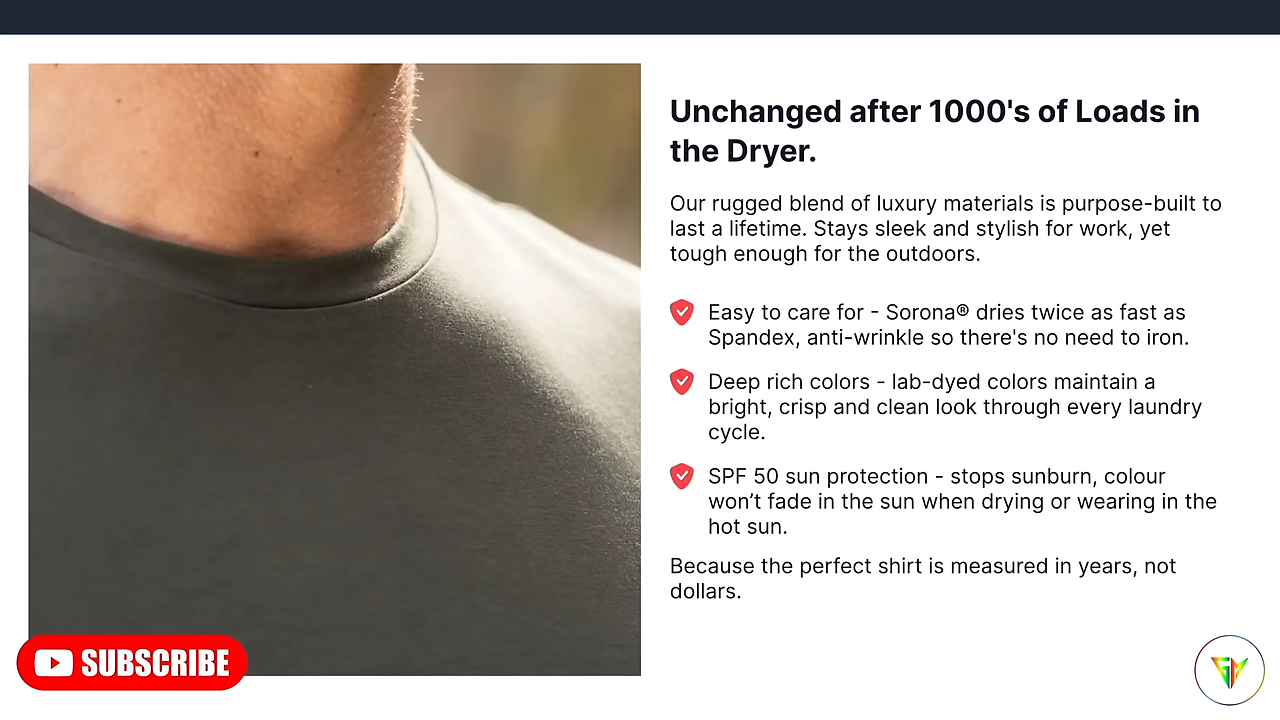 Unchanged after 1000's of Loads in
the Dryer.
Our rugged blend of luxury materials is purpose-built to
last a lifetime. Stays sleek and stylish for work, yet
tough enough for the outdoors.
Easy to care for - Sorona® dries twice as fast as
Spandex, anti-wrinkle so there's no need to iron.
Deep rich colors - lab-dyed colors maintain a
bright, crisp and clean look through every laundry
cycle.
SPF 50 sun protection - stops sunburn, colour
won’t fade in the sun when drying or wearing in the
hot sun.
Because the perfect shirt is measured in years, not
dollars.
SUBSCRIBE